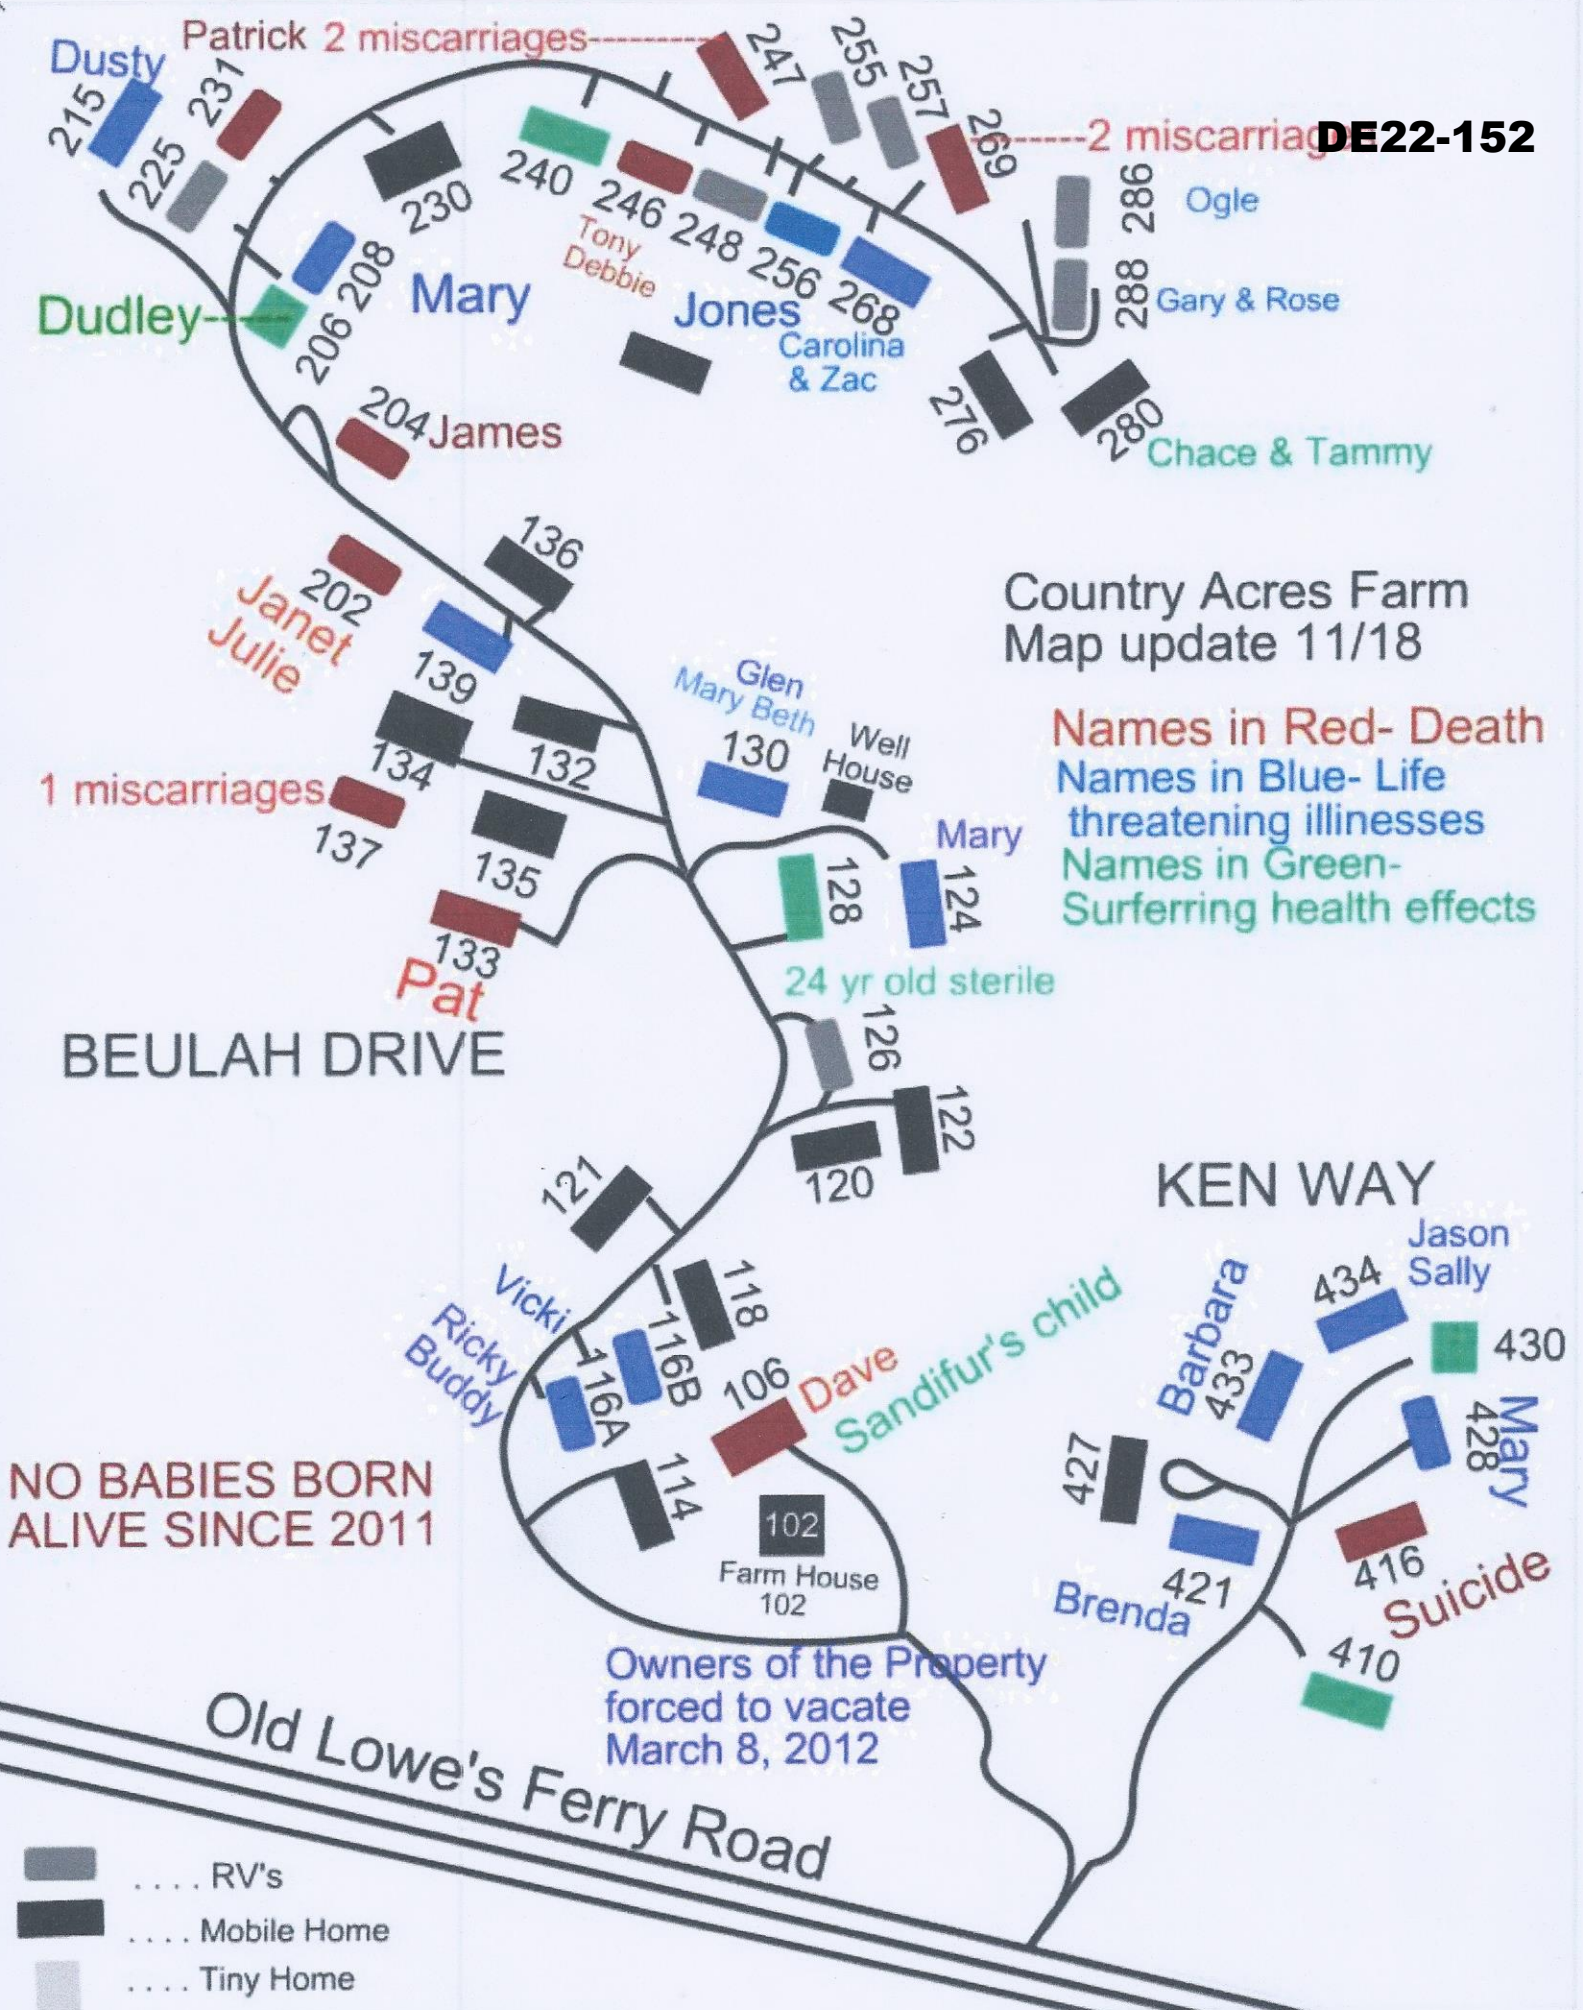 Patrick 2 miscarriages----------
Dusty
215
231
225
247
255
257
269
------2 miscarriage
DE22-152
286
Ogle
288
Gary & Rose
230
240
246
Tony
Debbie
248
256
268
Mary
Jones
Carolina
& Zac
208
206
Dudley----
276
280
Chace & Tammy
204
James
136
202
Janet
Julie
139
134
132
1 miscarriages
137
135
133
Pat
Glen
Mary Beth
130
Well
House
Mary
128
124
24 yr old sterile
Country Acres Farm
Map update 11/18
Names in Red- Death
Names in Blue- Life
threatening illinesses
Names in Green-
Surferring health effects
BEULAH DRIVE
126
122
120
121
118
Vicki
Ricky
Buddy
116B
116A
106
Dave
Sandifur's child
114
102
Farm House
102
NO BABIES BORN
ALIVE SINCE 2011
KEN WAY
Jason
Sally
434
Barbara
433
430
Mary
428
427
421
Brenda
416
Suicide
410
Owners of the Property
forced to vacate
March 8, 2012
Old Lowe's Ferry Road
.... RV's
.... Mobile Home
.... Tiny Home